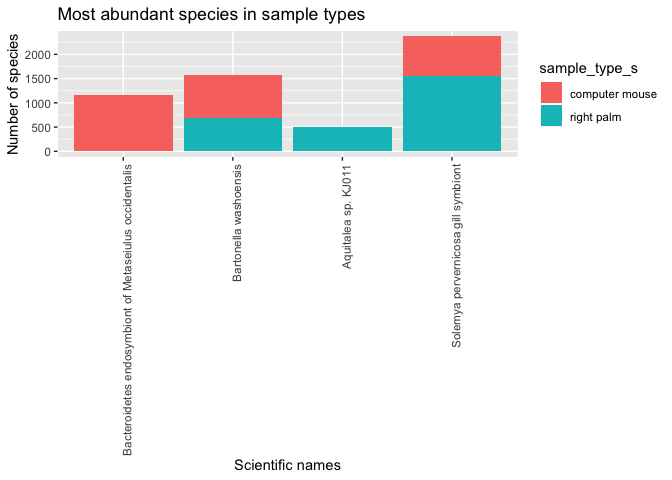 Most abundant species in sample types
Number of species
2000
1500
1000
500
0
Bacteroidetes endosymbiont of Metaseiulus occidentalis
Bartonella washoensis
Aquitalea sp. KJ011
Solemya pervernicosa gill symbiont
Scientific names
sample_type_s
computer mouse
right palm